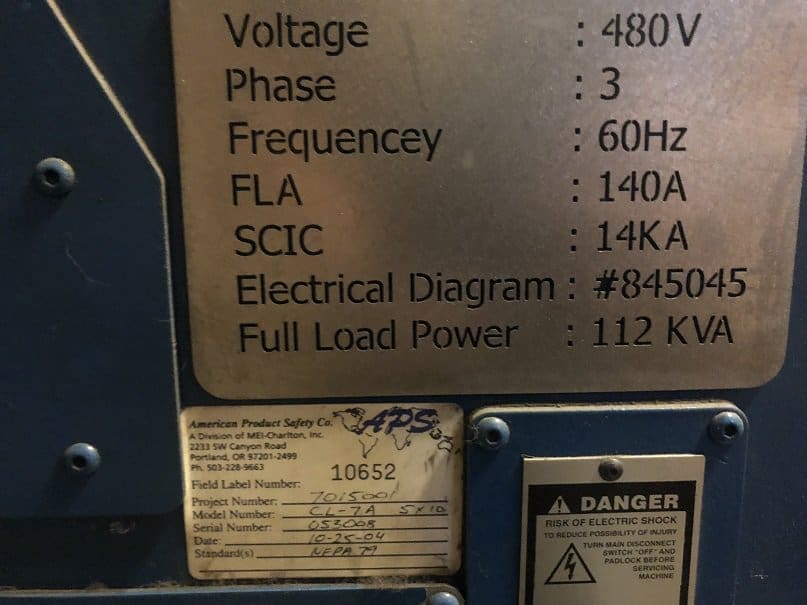 Voltage : 480V
Phase : 3
Frequencey : 60Hz
FLA : 140A
SCIC : 14KA
Electrical Diagram : #845045
Full Load Power : 112 KVA
American Product Safety Co. APS
A Division of MEI-Charlton, Inc.
2233 SW Canyon Road
Portland, OR 97201-2499
Ph. 503-228-9663
Field Label Number: 10652
Project Number: 7015001
Model Number: CL-7A 5x10
Serial Number: 053008
Date: 10-25-04
Standard(s) NFPA 79
DANGER
RISK OF ELECTRIC SHOCK
TO REDUCE POSSIBILITY OF INJURY
TURN MAIN DISCONNECT
SWITCH "OFF" AND
PADLOCK BEFORE
SERVICING
MACHINE